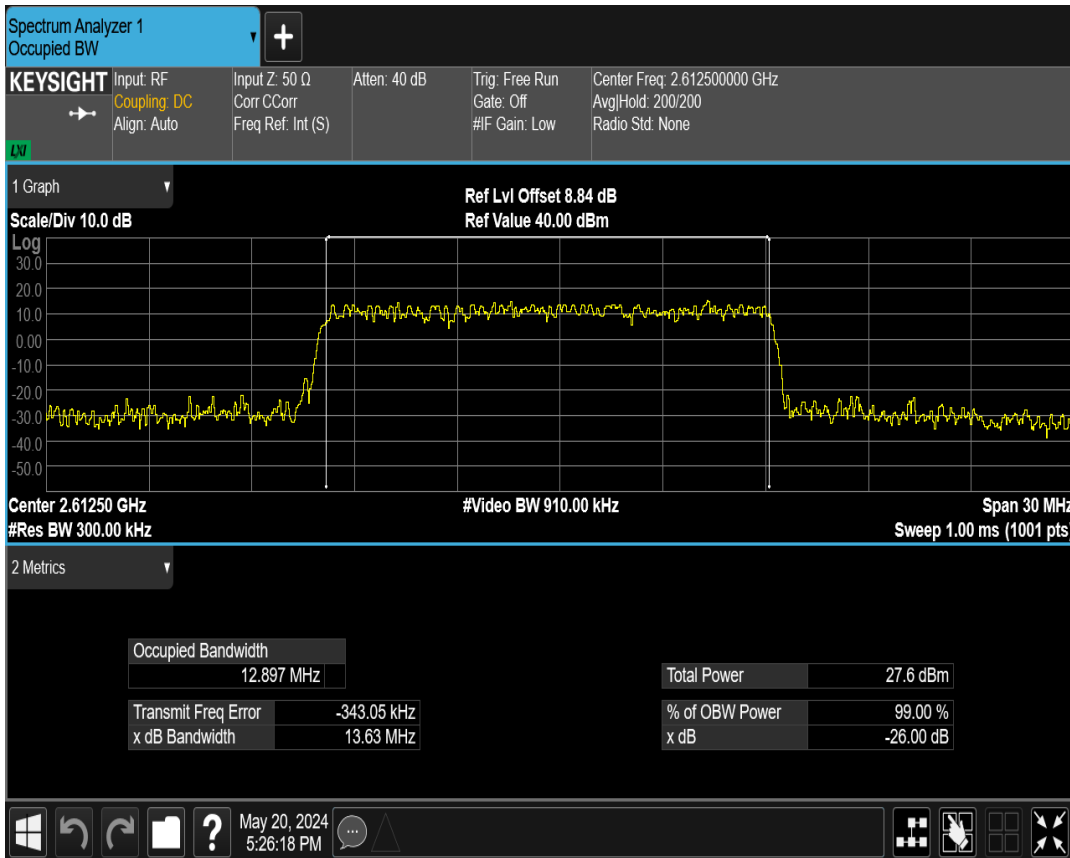 Spectrum Analyzer 1
Occupied BW
+
KEYSIGHT
Input: RF
Coupling: DC
Align: Auto
Input Z: 50 Ω
Corr CCorr
Freq Ref: Int (S)
Atten: 40 dB
Trig: Free Run
Gate: Off
#IF Gain: Low
Center Freq: 2.612500000 GHz
Avg|Hold: 200/200
Radio Std: None
LXI
1 Graph
Ref Lvl Offset 8.84 dB
Scale/Div 10.0 dB
Ref Value 40.00 dBm
Log
30.0
20.0
10.0
0.00
-10.0
-20.0
-30.0
-40.0
-50.0
Center 2.61250 GHz
#Video BW 910.00 kHz
Span 30 MHz
#Res BW 300.00 kHz
Sweep 1.00 ms (1001 pts)
2 Metrics
Occupied Bandwidth
12.897 MHz
Total Power 27.6 dBm
Transmit Freq Error -343.05 kHz
% of OBW Power 99.00 %
x dB Bandwidth 13.63 MHz
x dB -26.00 dB
?
May 20, 2024
5:26:18 PM